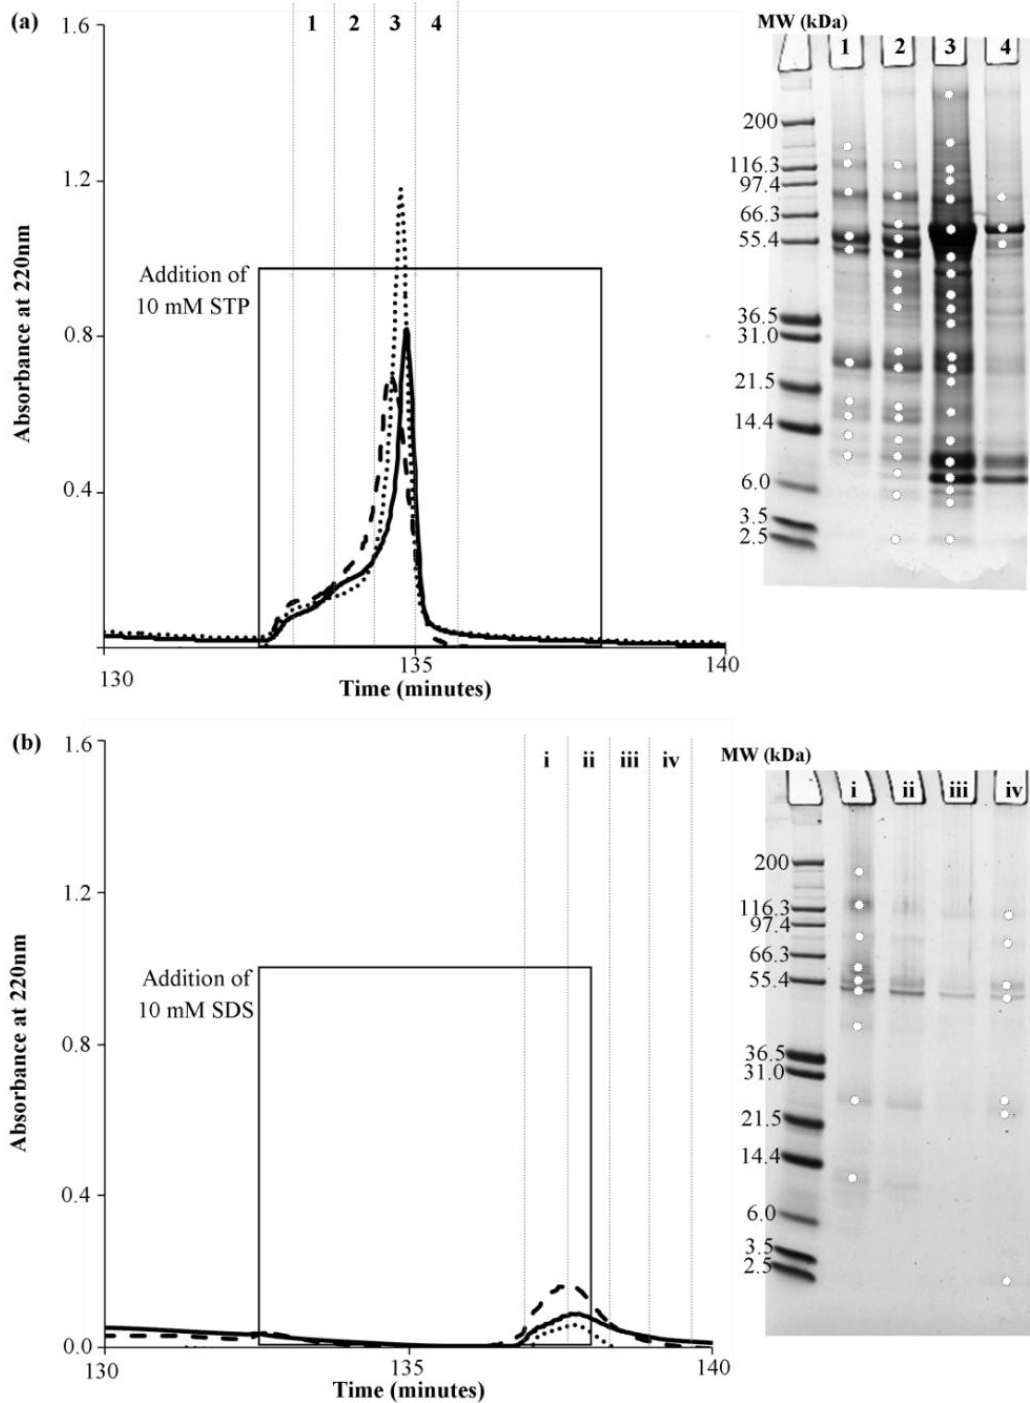 (a)
1.6
1 2 3 4
1.2
Absorbance at 220nm
Addition of
10 mM STP
0.8
0.4
130 135 140
Time (minutes)
MW (kDa)
1 2 3 4
200
116.3
97.4
66.3
55.4
36.5
31.0
21.5
14.4
6.0
3.5
2.5
(b)
1.6
i ii iii iv
1.2
Absorbance at 220nm
Addition of
10 mM SDS
0.8
0.4
0.0
130 135 140
Time (minutes)
MW (kDa)
i ii iii iv
200
116.3
97.4
66.3
55.4
36.5
31.0
21.5
14.4
6.0
3.5
2.5